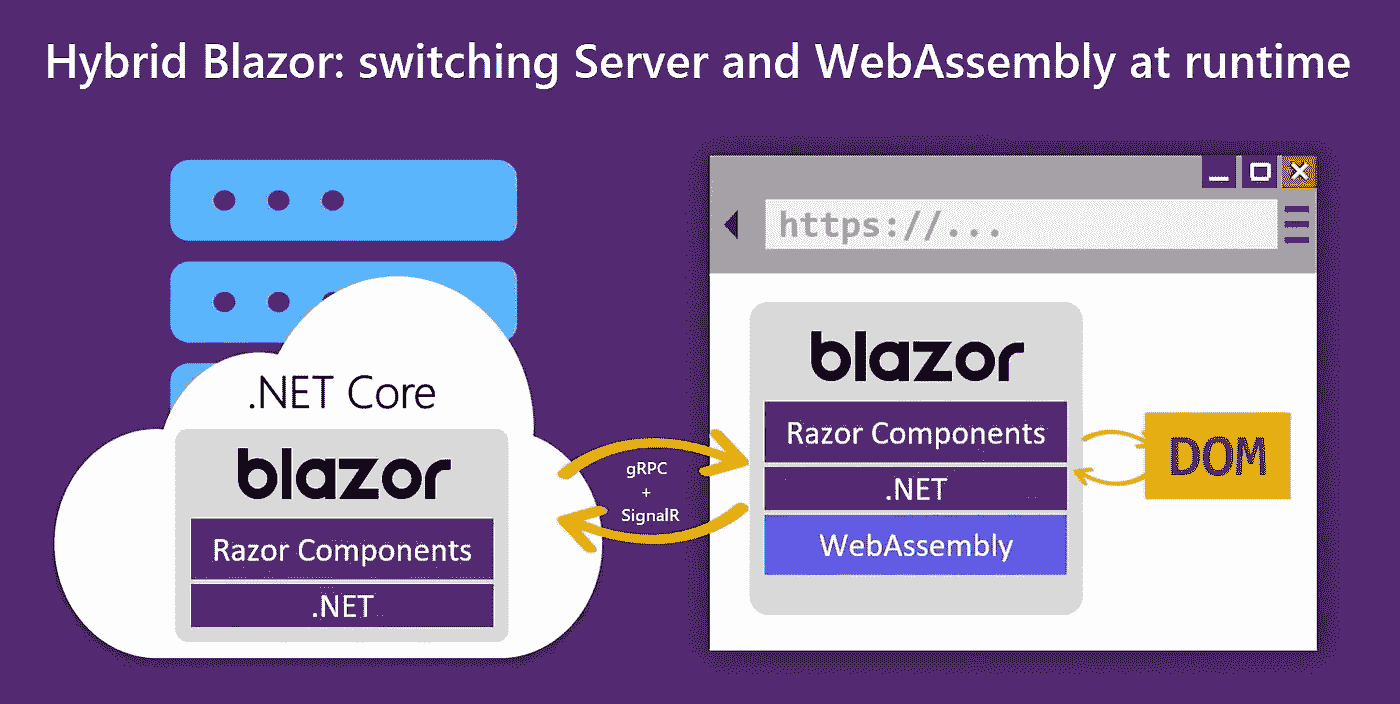 Hybrid Blazor: switching Server and WebAssembly at runtime
https://...
.NET Core
blazor
Razor Components
.NET
gRPC
+
SignalR
blazor
Razor Components
.NET
WebAssembly
DOM